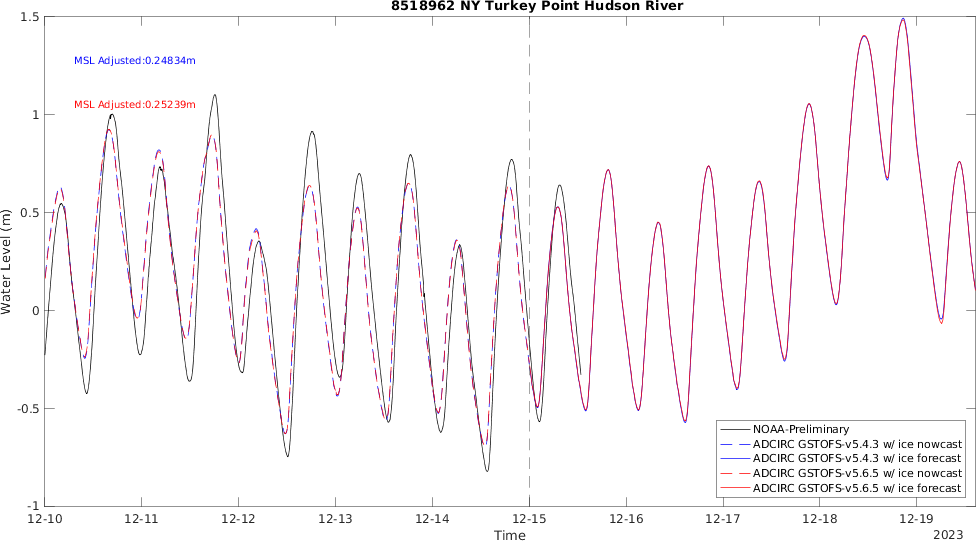 8518962 NY Turkey Point Hudson River
1.5
MSL Adjusted:0.24834m
MSL Adjusted:0.25239m
1
0.5
0
-0.5
-1
Water Level (m)
NOAA-Preliminary
ADCIRC GSTOFS-v5.4.3 w/ ice nowcast
ADCIRC GSTOFS-v5.4.3 w/ ice forecast
ADCIRC GSTOFS-v5.6.5 w/ ice nowcast
ADCIRC GSTOFS-v5.6.5 w/ ice forecast
12-10 12-11 12-12 12-13 12-14 12-15 12-16 12-17 12-18 12-19
Time
2023